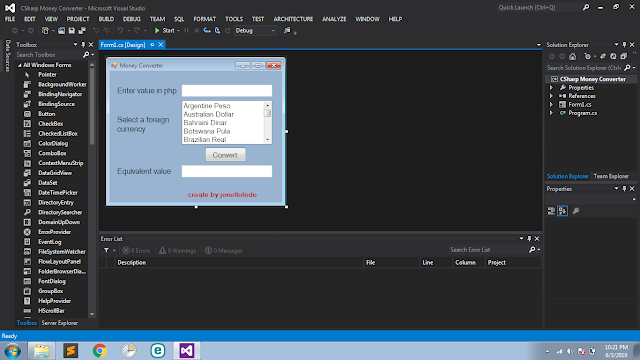 CSharp Money Converter - Microsoft Visual Studio
Quick Launch (Ctrl+Q)
FILE EDIT VIEW PROJECT BUILD DEBUG TEAM SQL FORMAT TOOLS TEST ARCHITECTURE ANALYZE WINDOW HELP
Start Debug
Data Sources
Toolbox
Search Toolbox
All Windows Forms
Pointer
BackgroundWorker
BindingNavigator
BindingSource
Button
CheckBox
CheckedListBox
ColorDialog
ComboBox
ContextMenuStrip
DataGridView
DataSet
DateTimePicker
DirectoryEntry
DirectorySearcher
DomainUpDown
ErrorProvider
EventLog
FileSystemWatcher
FlowLayoutPanel
FolderBrowserDia...
FontDialog
GroupBox
HelpProvider
HScrollBar
Toolbox Server Explorer
Form1.cs [Design]
Money Converter
Enter value in php
Select a foreign
currency
Argentine Peso
Australian Dollar
Bahraini Dinar
Botswana Pula
Brazilian Real
Convert
Equivalent value
create by:joneltoledo
Error List
0 Errors 0 Warnings 0 Messages
Search Error List
Description File Line Column Project
Solution Explorer
Search Solution Explorer (Ctrl+
CSharp Money Converter
Properties
References
Form1.cs
Program.cs
Solution Explorer Team Explorer
Properties
Ready
10:21 PM
6/3/2019